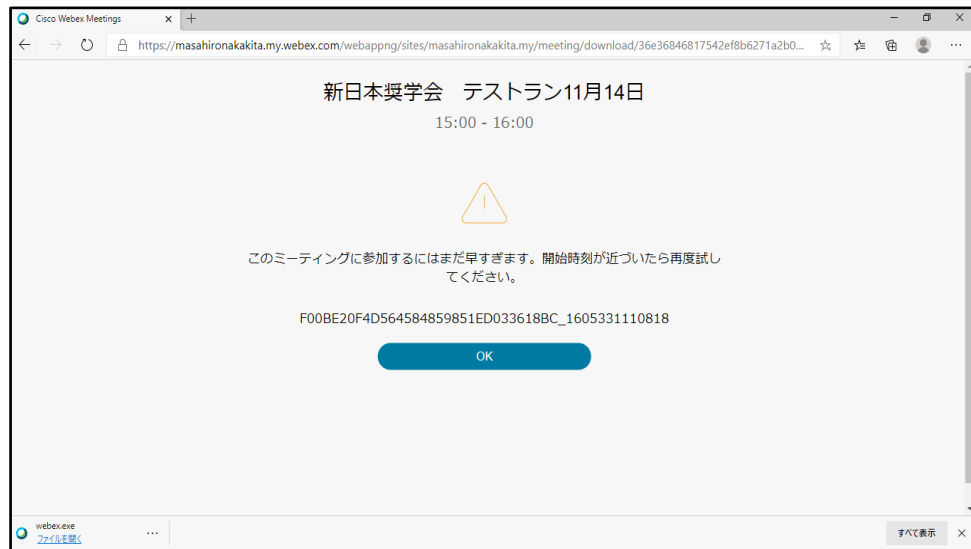 Cisco Webex Meetings
https://masahironakakita.my.webex.com/webappng/sites/masahironakakita.my/meeting/download/36e36846817542ef8b6271a2b0...
新日本奨学会　テストラン11月14日
15:00 - 16:00
このミーティングに参加するにはまだ早すぎます。開始時刻が近づいたら再度試し
てください。
F00BE20F4D564584859851ED033618BC_1605331110818
OK
webex.exe
ファイルを開く
すべて表示